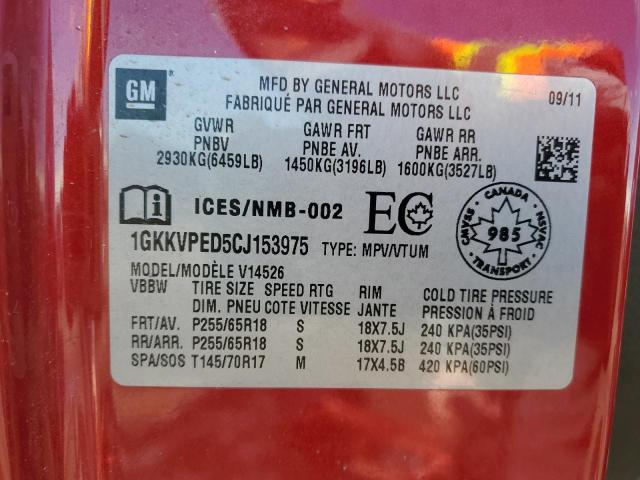 GM
MFD BY GENERAL MOTORS LLC
FABRIQUÉ PAR GENERAL MOTORS LLC
09/11
GVWR GAWR FRT GAWR RR
PNBV PNBE AV. PNBE ARR.
2930KG(6459LB) 1450KG(3196LB) 1600KG(3527LB)
ICES/NMB-002 EC
CANADA
CMVSS 985 NSVAC
TRANSPORT
1GKKVPED5CJ153975 TYPE: MPV/VTUM
MODEL/MODÈLE V14526
VBBW TIRE SIZE SPEED RTG RIM COLD TIRE PRESSURE
DIM. PNEU COTE VITESSE JANTE PRESSION À FROID
FRT/AV. P255/65R18 S 18X7.5J 240 KPA(35PSI)
RR/ARR. P255/65R18 S 18X7.5J 240 KPA(35PSI)
SPA/SOS T145/70R17 M 17X4.5B 420 KPA(60PSI)